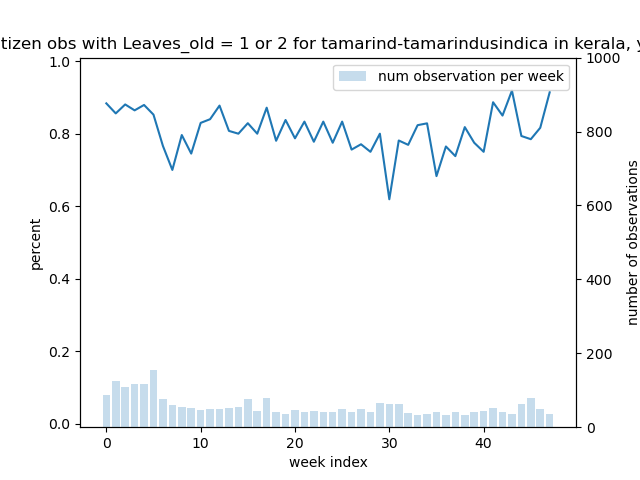 tizen obs with Leaves_old = 1 or 2 for tamarind-tamarindusindica in kerala, y
num observation per week
1.0
0.8
0.6
0.4
0.2
0.0
percent
1000
800
600
400
200
0
number of observations
0 10 20 30 40
week index